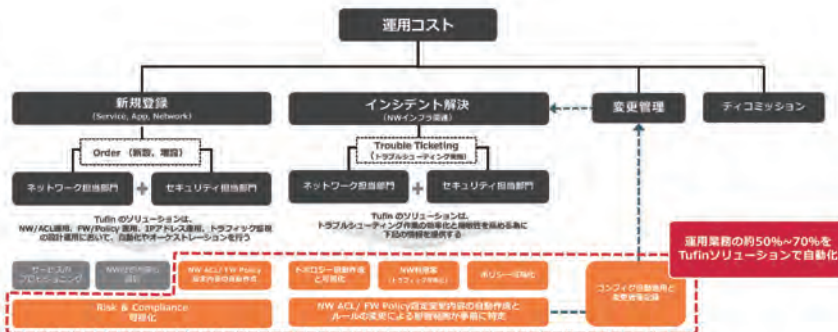 運用コスト
新規登録
(Service, App, Network)
インシデント解決
(NWインフラ関連)
変更管理
ディコミッション
Order (新設、増設)
Trouble Ticketing
(トラブルシューティング実施)
ネットワーク担当部門
+
セキュリティ担当部門
ネットワーク担当部門
+
セキュリティ担当部門
Tufin のソリューションは、
NW/ACL運用、FW/Policy 運用、IPアドレス運用、トラフィック監視
の設計運用において、自動化やオーケストレーションを行う
Tufin のソリューションは、
トラブルシューティング作業の効率化と機敏性を高める為に
下記の情報を提供する
運用業務の約50%~70%を
Tufinソリューションで自動化
サービスの
プロビジョニング
NW ACL/ FW Policy
設定内容の自動作成
トポロジー自動作成
と可視化
NW利用率
ポリシー可視化
コンフィグ自動適用と
変更履歴記録
Risk & Compliance
可視化
NW ACL/ FW Policy設定変更内容の自動作成と
ルールの変更による影響範囲が事前に特定